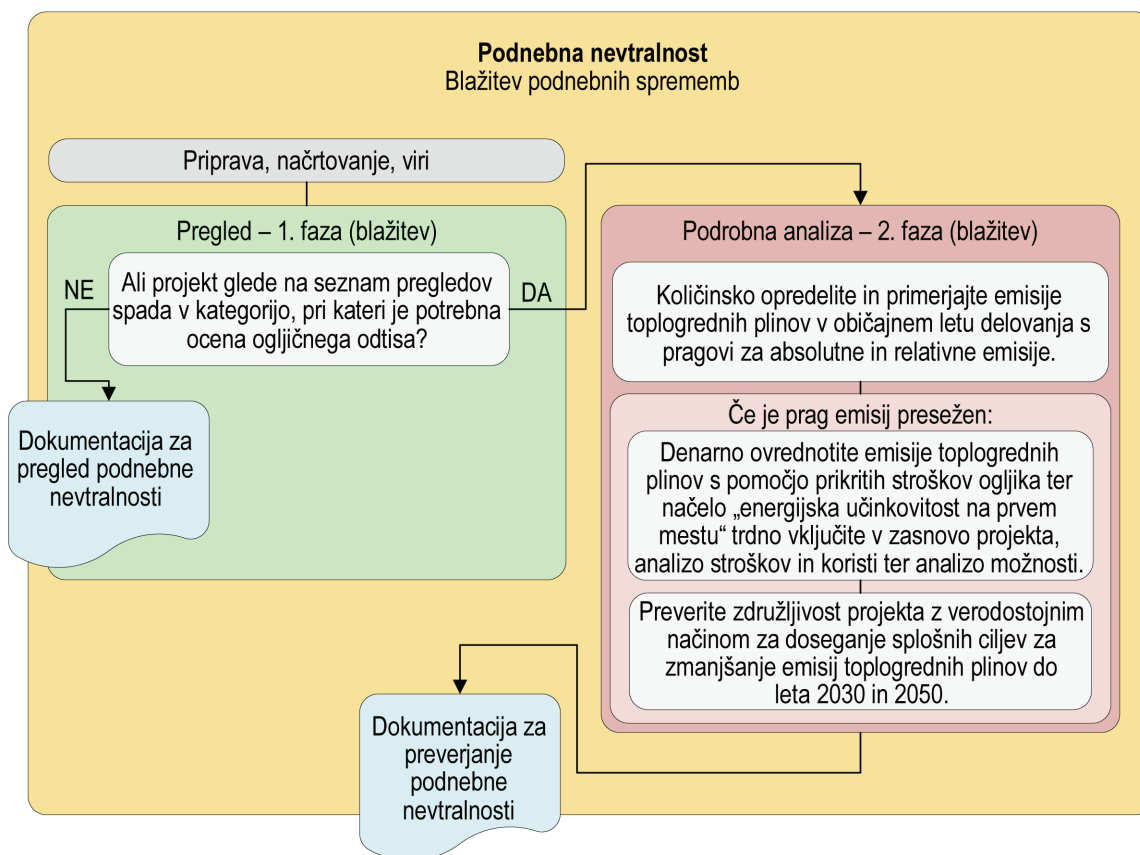 Podnebna nevtralnost
Blažitev podnebnih sprememb
Priprava, načrtovanje, viri
Pregled – 1. faza (blažitev)
NE
Ali projekt glede na seznam pregledov
spada v kategorijo, pri kateri je potrebna
ocena ogljičnega odtisa?
DA
Dokumentacija za
pregled podnebne
nevtralnosti
Podrobna analiza – 2. faza (blažitev)
Količinsko opredelite in primerjajte emisije
toplogrednih plinov v običajnem letu delovanja s
pragovi za absolutne in relativne emisije.
Če je prag emisij presežen:
Denarno ovrednotite emisije toplogrednih
plinov s pomočjo prikritih stroškov ogljika ter
načelo „energijska učinkovitost na prvem
mestu“ trdno vključite v zasnovo projekta,
analizo stroškov in koristi ter analizo možnosti.
Preverite združljivost projekta z verodostojnim
načinom za doseganje splošnih ciljev za
zmanjšanje emisij toplogrednih plinov do
leta 2030 in 2050.
Dokumentacija za
preverjanje
podnebne
nevtralnosti